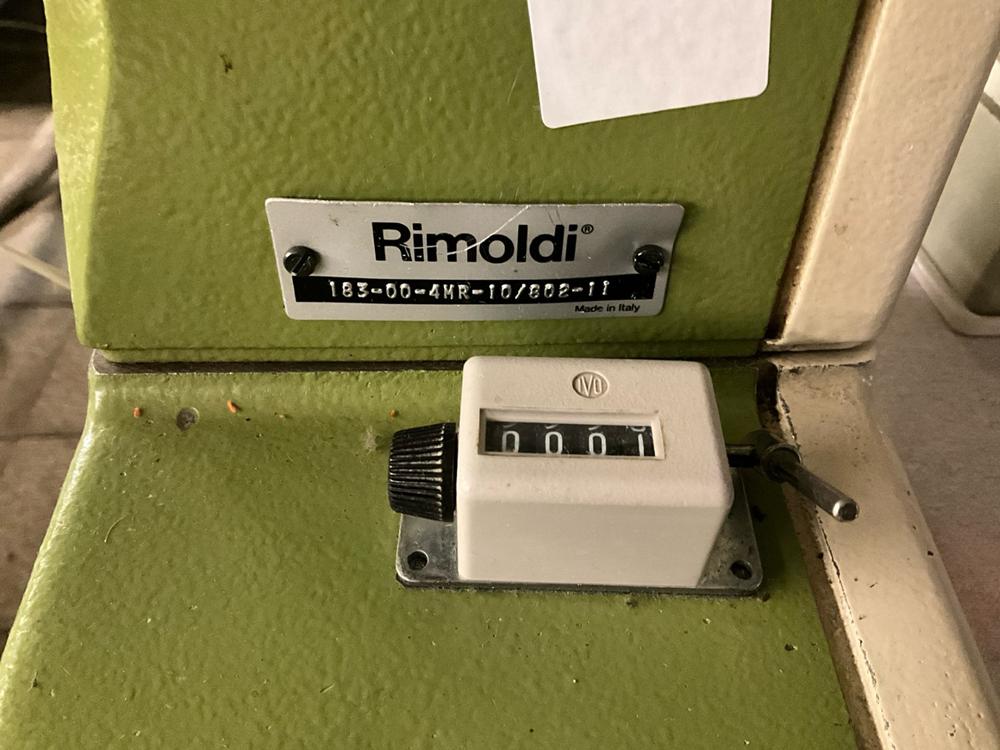 Rimoldi®
183-00-4MR-10/802-11
Made in Italy
IVO
0001